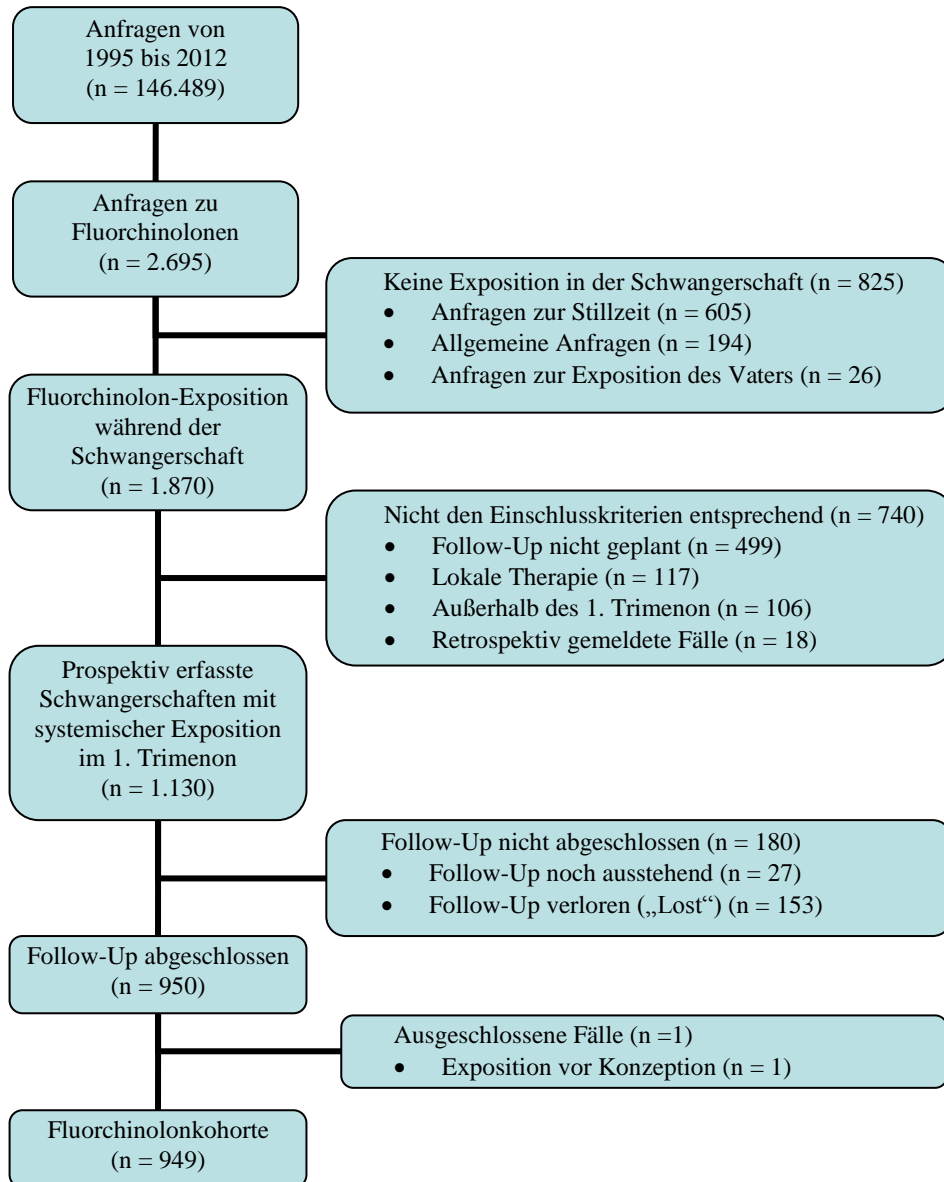 Anfragen von
1995 bis 2012
(n = 146.489)
Anfragen zu
Fluorchinolonen
(n = 2.695)
Keine Exposition in der Schwangerschaft (n = 825)
• Anfragen zur Stillzeit (n = 605)
• Allgemeine Anfragen (n = 194)
• Anfragen zur Exposition des Vaters (n = 26)
Fluorchinolon-Exposition
während der
Schwangerschaft
(n = 1.870)
Nicht den Einschlusskriterien entsprechend (n = 740)
• Follow-Up nicht geplant (n = 499)
• Lokale Therapie (n = 117)
• Außerhalb des 1. Trimenon (n = 106)
• Retrospektiv gemeldete Fälle (n = 18)
Prospektiv erfasste
Schwangerschaften mit
systemischer Exposition
im 1. Trimenon
(n = 1.130)
Follow-Up nicht abgeschlossen (n = 180)
• Follow-Up noch ausstehend (n = 27)
• Follow-Up verloren („Lost“) (n = 153)
Follow-Up abgeschlossen
(n = 950)
Ausgeschlossene Fälle (n =1)
• Exposition vor Konzeption (n = 1)
Fluorchinolonkohorte
(n = 949)